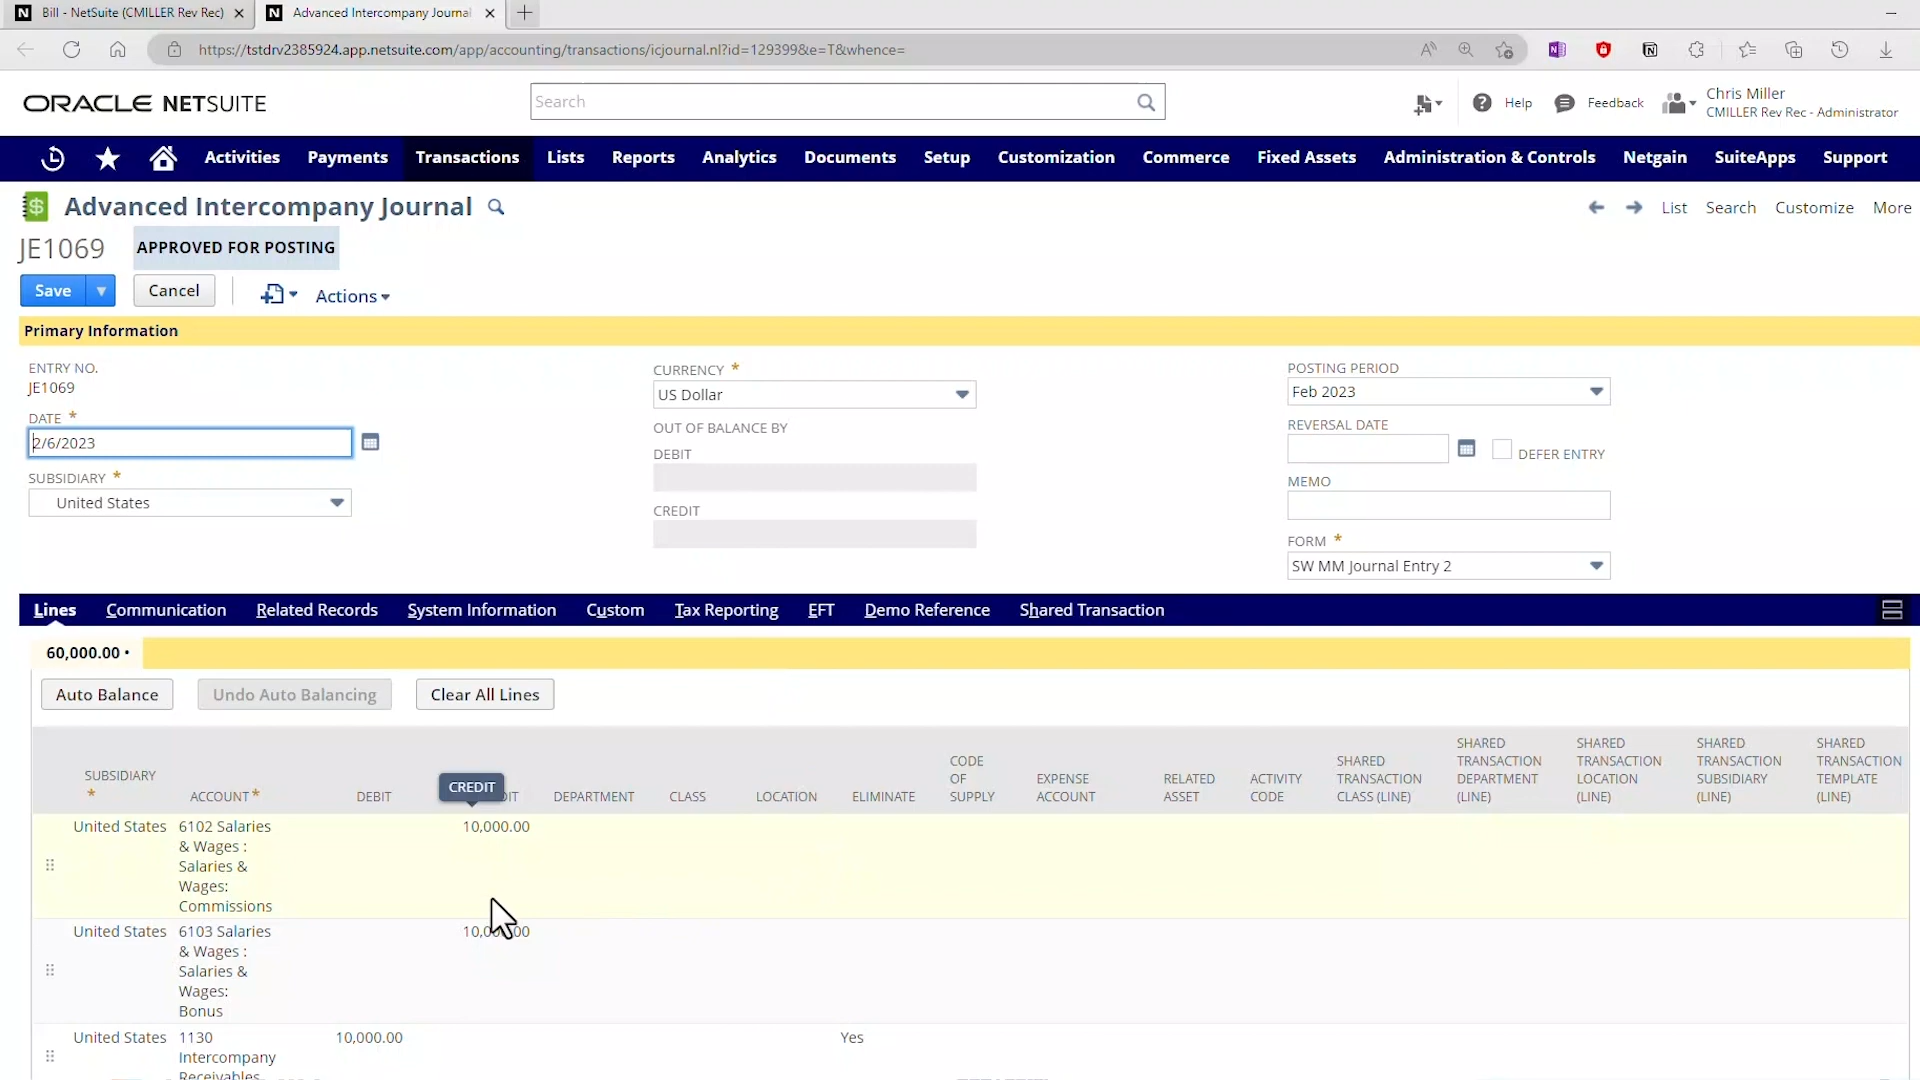 Bill - NetSuite (CMILLER Rev Rec)
Advanced Intercompany Journal
https://tstdrv2385924.app.netsuite.com/app/accounting/transactions/icjournal.nl?id=129399&e=T&whence=
ORACLE NETSUITE
Search
Help
Feedback
Chris Miller
CMILLER Rev Rec - Administrator
Activities Payments Transactions Lists Reports Analytics Documents Setup Customization Commerce Fixed Assets Administration & Controls Netgain SuiteApps Support
Advanced Intercompany Journal
List Search Customize More
JE1069 APPROVED FOR POSTING
Save Cancel Actions
Primary Information
ENTRY NO.
JE1069
DATE *
2/6/2023
SUBSIDIARY *
United States
CURRENCY *
US Dollar
OUT OF BALANCE BY
DEBIT
CREDIT
POSTING PERIOD
Feb 2023
REVERSAL DATE
DEFER ENTRY
MEMO
FORM *
SW MM Journal Entry 2
Lines Communication Related Records System Information Custom Tax Reporting EFT Demo Reference Shared Transaction
60,000.00 •
Auto Balance Undo Auto Balancing Clear All Lines
SUBSIDIARY *
ACCOUNT *
DEBIT
CREDIT
DEPARTMENT
CLASS
LOCATION
ELIMINATE
CODE
OF
SUPPLY
EXPENSE
ACCOUNT
RELATED
ASSET
ACTIVITY
CODE
SHARED
TRANSACTION
CLASS (LINE)
SHARED
TRANSACTION
DEPARTMENT
(LINE)
SHARED
TRANSACTION
LOCATION
(LINE)
SHARED
TRANSACTION
SUBSIDIARY
(LINE)
SHARED
TRANSACTION
TEMPLATE
(LINE)
United States 6102 Salaries 10,000.00
& Wages :
Salaries &
Wages:
Commissions
United States 6103 Salaries
& Wages :
Salaries &
Wages:
Bonus
United States 1130 10,000.00 Yes
Intercompany
Receivables